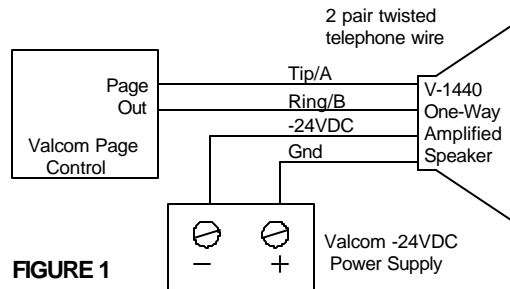 2 pair twisted
telephone wire
Page
Out
Valcom Page
Control
Tip/A
Ring/B
-24VDC
Gnd
V-1440
One-Way
Amplified
Speaker
− +
Valcom -24VDC
Power Supply
FIGURE 1